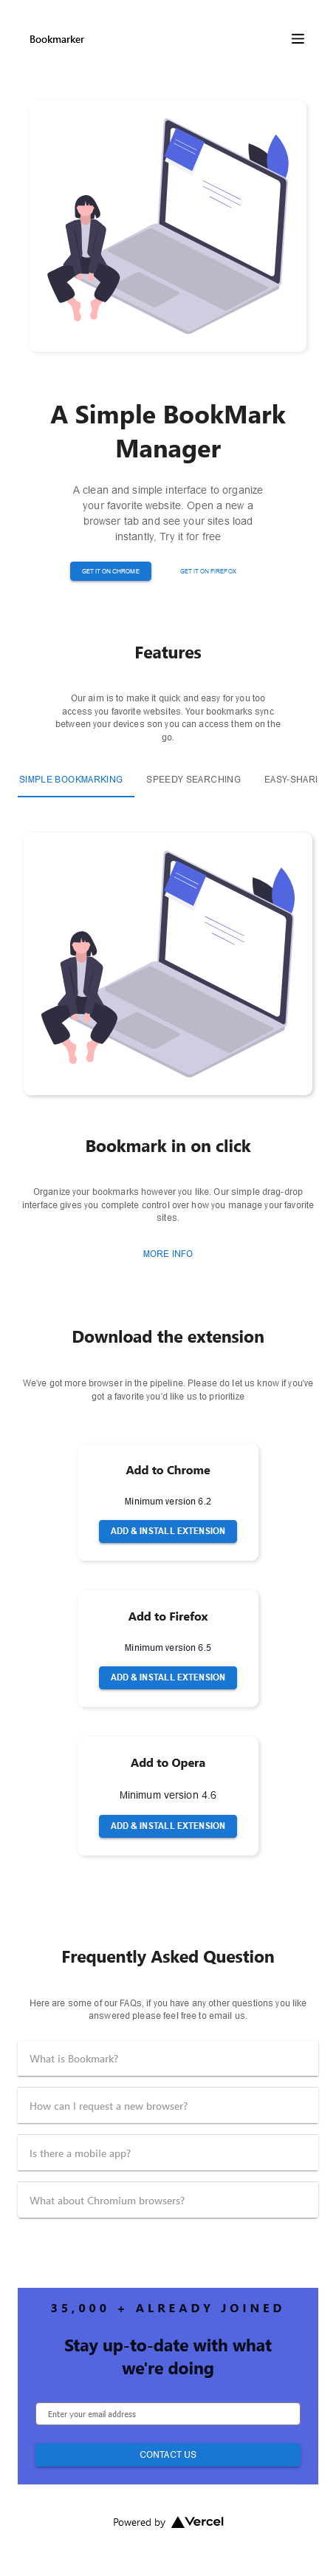 Bookmarker
A Simple BookMark
Manager
A clean and simple interface to organize
your favorite website. Open a new a
browser tab and see your sites load
instantly, Try it for free
GET IT ON CHROME
GET IT ON FIREFOX
Features
Our aim is to make it quick and easy for you too
access you favorite websites. Your bookmarks sync
between your devices son you can access them on the
go.
SIMPLE BOOKMARKING
SPEEDY SEARCHING
EASY-SHARI
Bookmark in on click
Organize your bookmarks however you like. Our simple drag-drop
interface gives you complete control over how you manage your favorite
sites.
MORE INFO
Download the extension
We've got more browser in the pipeline. Please do let us know if you've
got a favorite you'd like us to prioritize
Add to Chrome
Minimum version 6.2
ADD & INSTALL EXTENSION
Add to Firefox
Minimum version 6.5
ADD & INSTALL EXTENSION
Add to Opera
Minimum version 4.6
ADD & INSTALL EXTENSION
Frequently Asked Question
Here are some of our FAQs, if you have any other questions you like
answered please feel free to email us.
What is Bookmark?
How can I request a new browser?
Is there a mobile app?
What about Chromium browsers?
35,000 + ALREADY JOINED
Stay up-to-date with what
we're doing
Enter your email address
CONTACT US
Powered by Vercel